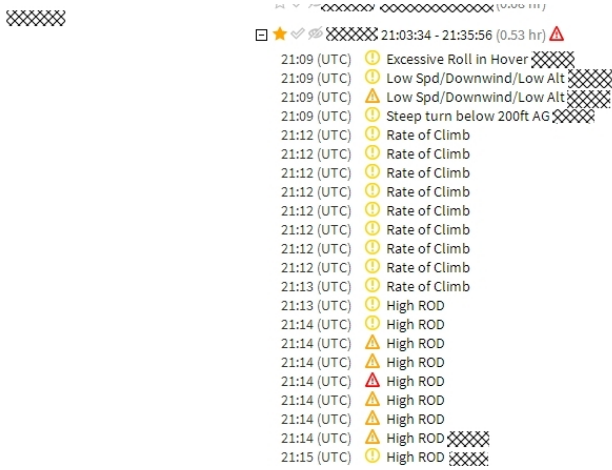 21:03:34 - 21:35:56 (0.53 hr)
21:09 (UTC) Excessive Roll in Hover
21:09 (UTC) Low Spd/Downwind/Low Alt
21:09 (UTC) Low Spd/Downwind/Low Alt
21:09 (UTC) Steep turn below 200ft AG
21:12 (UTC) Rate of Climb
21:12 (UTC) Rate of Climb
21:12 (UTC) Rate of Climb
21:12 (UTC) Rate of Climb
21:12 (UTC) Rate of Climb
21:12 (UTC) Rate of Climb
21:12 (UTC) Rate of Climb
21:12 (UTC) Rate of Climb
21:13 (UTC) Rate of Climb
21:13 (UTC) High ROD
21:14 (UTC) High ROD
21:14 (UTC) High ROD
21:14 (UTC) High ROD
21:14 (UTC) High ROD
21:14 (UTC) High ROD
21:14 (UTC) High ROD
21:14 (UTC) High ROD
21:15 (UTC) High ROD